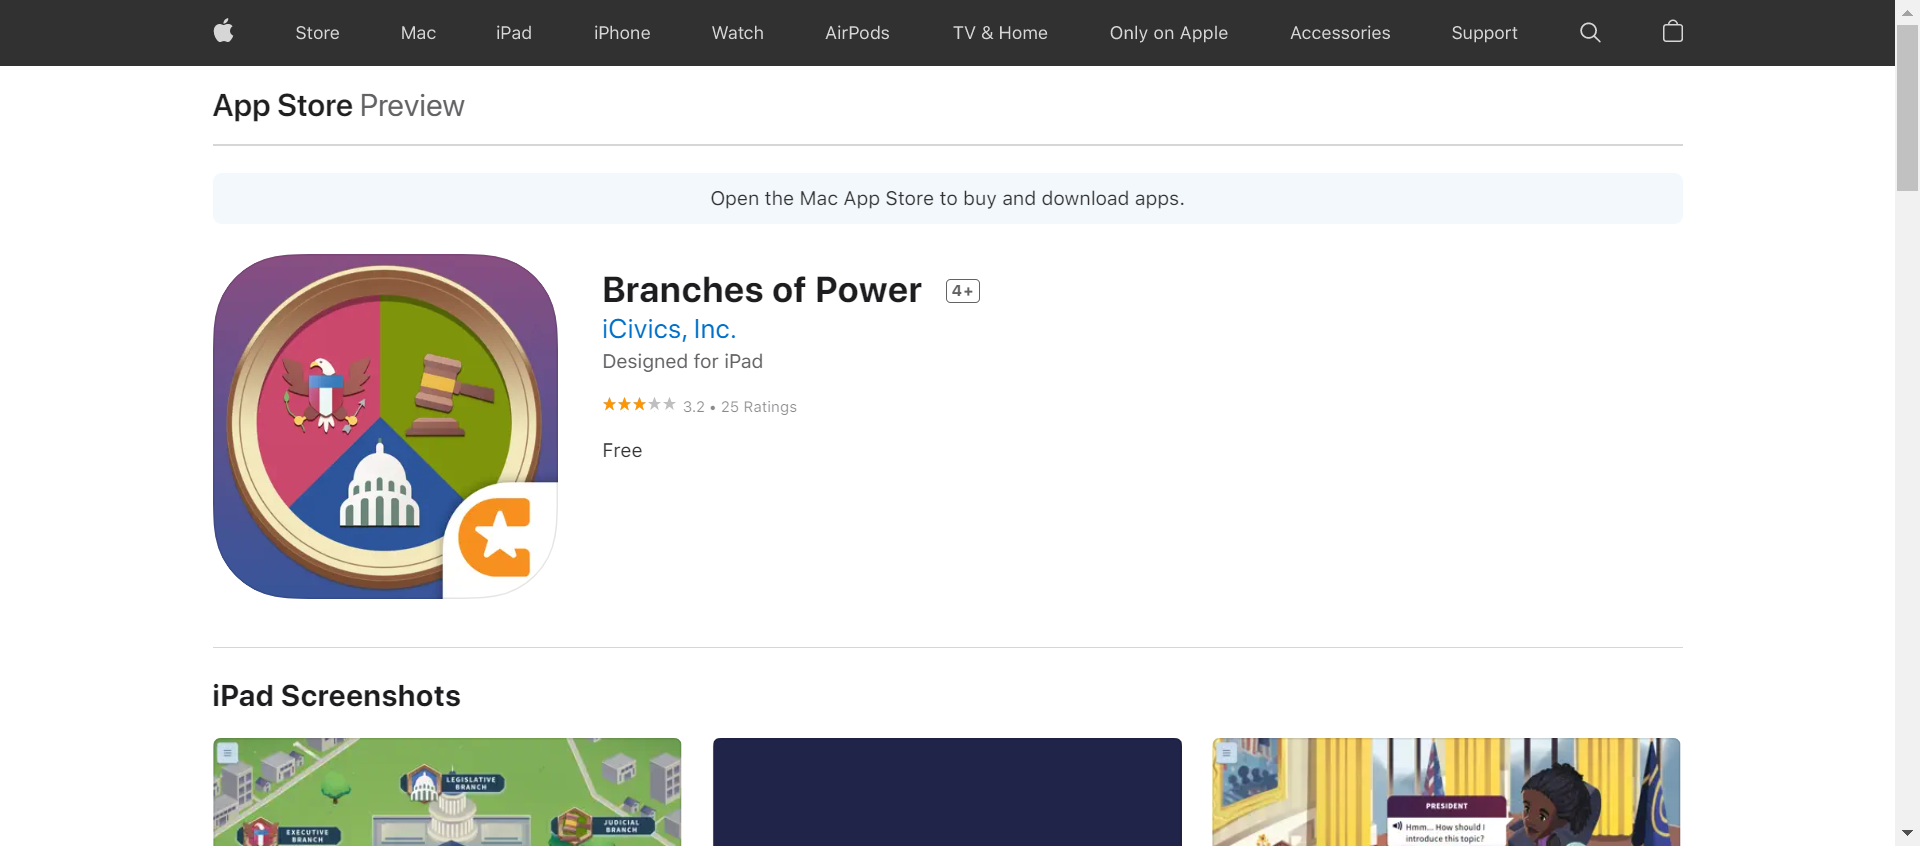 Store Mac iPad iPhone Watch AirPods TV & Home Only on Apple Accessories Support
App Store Preview
Open the Mac App Store to buy and download apps.
Branches of Power 4+
iCivics, Inc.
Designed for iPad
3.2 • 25 Ratings
Free
iPad Screenshots
LEGISLATIVE
BRANCH
EXECUTIVE
BRANCH
JUDICIAL
BRANCH
PRESIDENT
Hmm... How should I
introduce this topic?